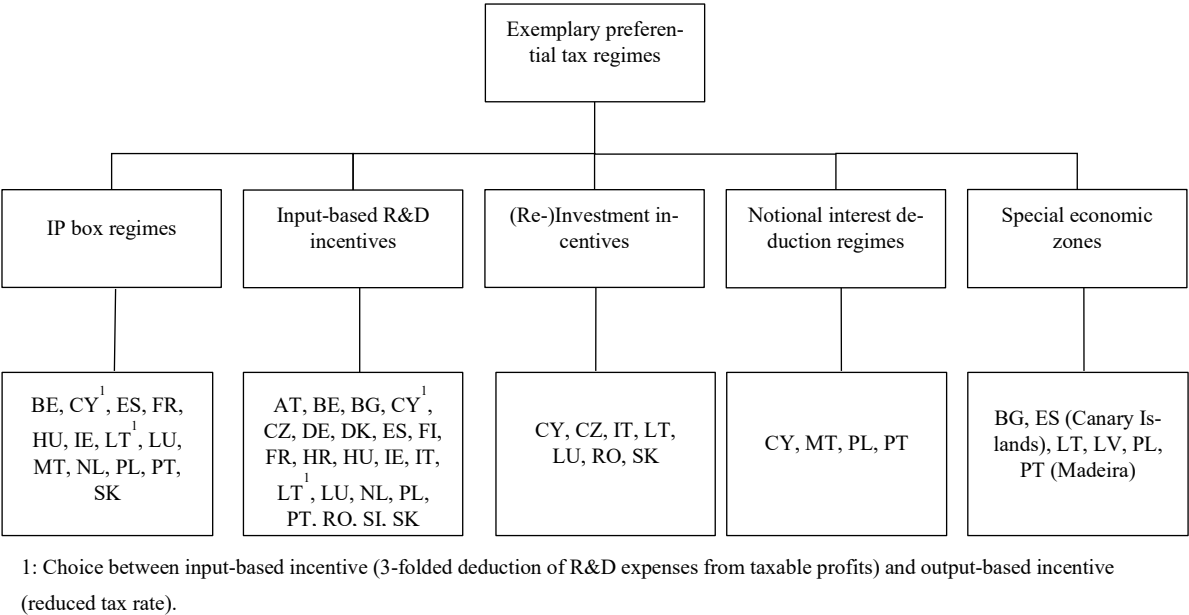 Exemplary preferen-
tial tax regimes
IP box regimes
Input-based R&D
incentives
(Re-)Investment in-
centives
Notional interest de-
duction regimes
Special economic
zones
BE, CY1, ES, FR,
HU, IE, LT1, LU,
MT, NL, PL, PT,
SK
AT, BE, BG, CY1,
CZ, DE, DK, ES, FI,
FR, HR, HU, IE, IT,
LT1, LU, NL, PL,
PT, RO, SI, SK
CY, CZ, IT, LT,
LU, RO, SK
CY, MT, PL, PT
BG, ES (Canary Is-
lands), LT, LV, PL,
PT (Madeira)
1: Choice between input-based incentive (3-folded deduction of R&D expenses from taxable profits) and output-based incentive
(reduced tax rate).